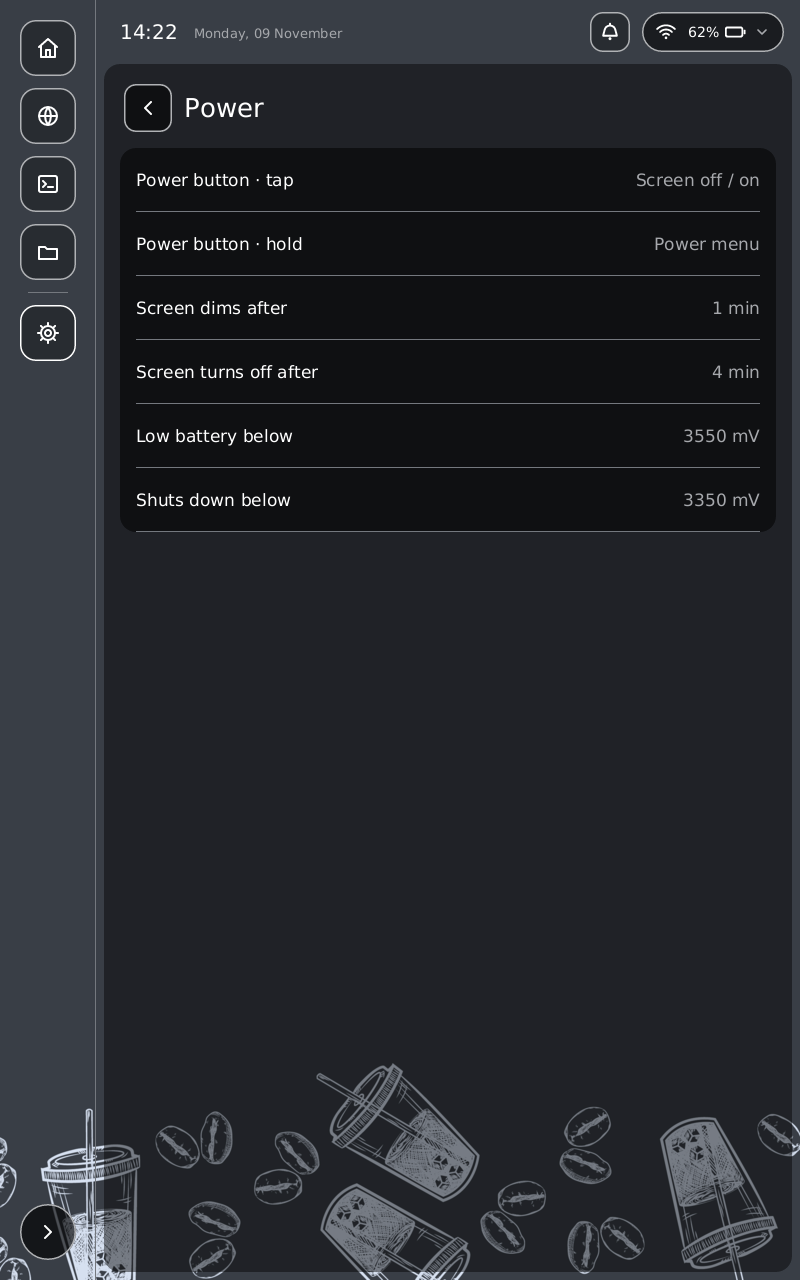 14:22 Monday, 09 November 62%
Power
Power button · tap Screen off / on
Power button · hold Power menu
Screen dims after 1 min
Screen turns off after 4 min
Low battery below 3550 mV
Shuts down below 3350 mV